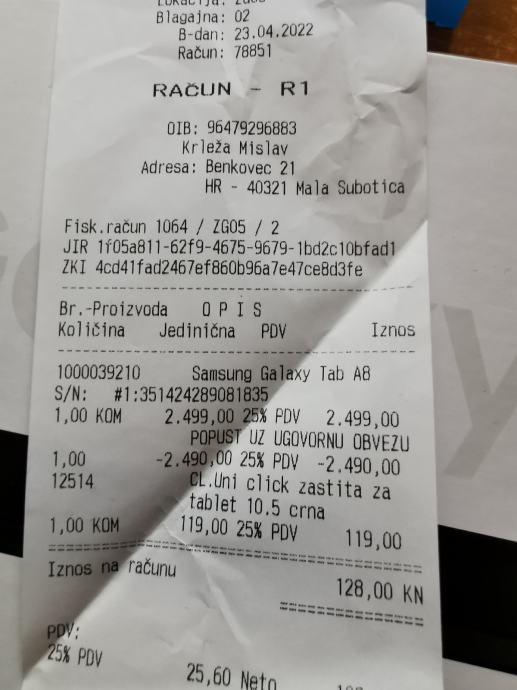 Blagajna: 02
B-dan: 23.04.2022
Račun: 78851
RAČUN - R1
OIB: 96479296883
Krleža Mislav
Adresa: Benkovec 21
HR - 40321 Mala Subotica
Fisk.račun 1064 / ZG05 / 2
JIR 1f05a811-62f9-4675-9679-1bd2c10bfad1
ZKI 4cd41fad2467ef860b96a7e47ce8d3fe
Br.-Proizvoda O P I S
Količina Jedinična PDV Iznos
1000039210 Samsung Galaxy Tab A8
S/N: #1:351424289081835
1,00 KOM 2.499,00 25% PDV 2.499,00
POPUST UZ UGOVORNU OBVEZU
1,00 -2.490,00 25% PDV -2.490,00
12514 CL.Uni click zastita za
tablet 10.5 crna
1,00 KOM 119,00 25% PDV 119,00
Iznos na računu
128,00 KN
PDV:
25% PDV
25,60 Neto